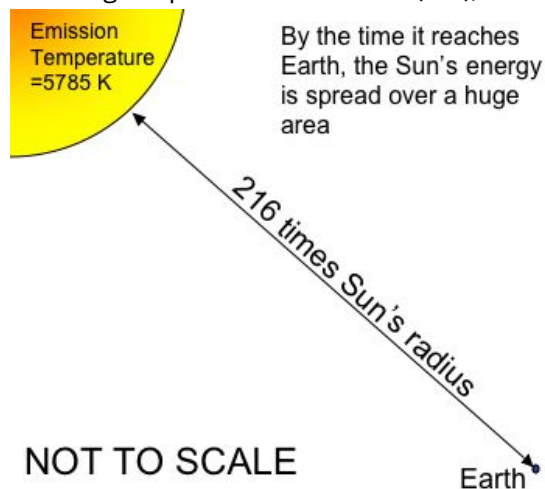 Emission
Temperature
=5785 K
By the time it reaches
Earth, the Sun's energy
is spread over a huge
area
216 times Sun's radius
NOT TO SCALE
Earth